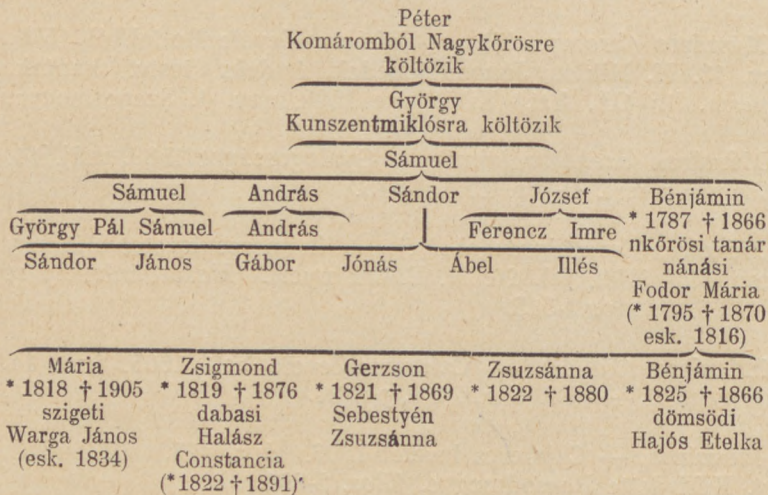 Péter
Komáromból Nagykőrösre
költözik
György
Kunszentmiklósra költözik
Sámuel
Sámuel András Sándor József Bénjámin
* 1787 † 1866
György Pál Sámuel András Ferencz Imre
nkőrösi tanár
Sándor János Gábor Jónás Ábel Illés
nánási
Fodor Mária
(* 1795 † 1870
esk. 1816)
Mária Zsigmond Gerzson Zsuzsánna Bénjámin
* 1818 † 1905 * 1819 † 1876 * 1821 † 1869 * 1822 † 1880 * 1825 † 1866
szigeti dabasi Sebestyén dömsödi
Warga János Halász Zsuzsánna Hajós Etelka
(esk. 1834) Constancia
(* 1822 † 1891)